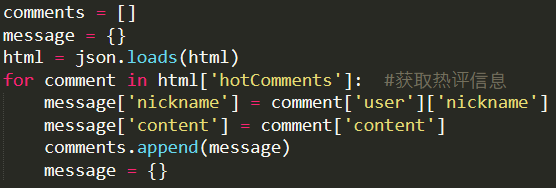 comments = []
message = {}
html = json.loads(html)
for comment in html['hotComments']:  #获取热评信息
    message['nickname'] = comment['user']['nickname']
    message['content'] = comment['content']
    comments.append(message)
    message = {}